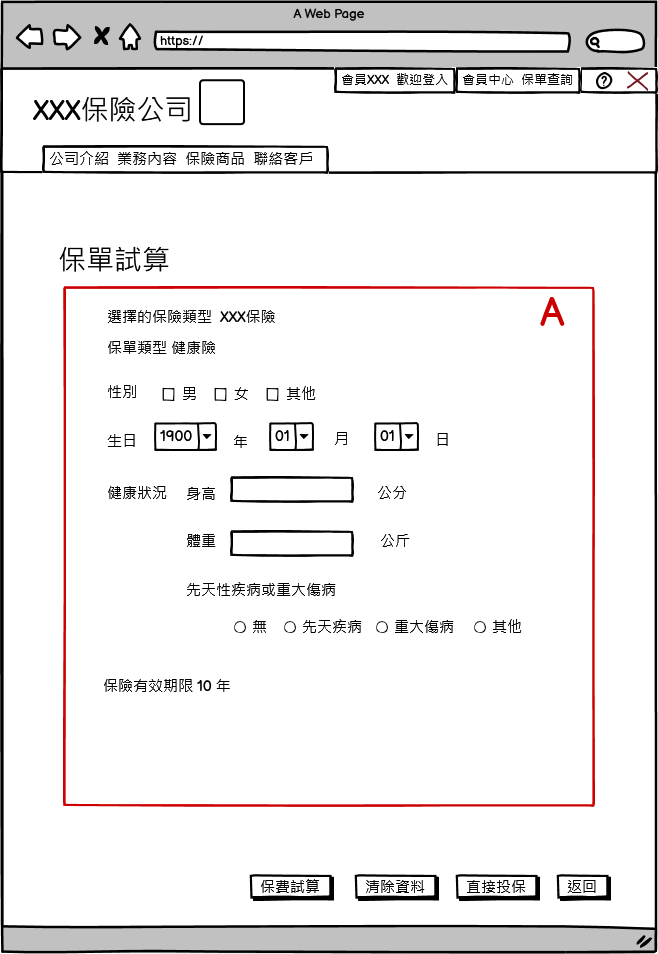 A Web Page
https://
會員XXX 歡迎登入 會員中心 保單查詢 ?
XXX保險公司
公司介紹 業務內容 保險商品 聯絡客戶
保單試算
A
選擇的保險類型 XXX保險
保單類型 健康險
性別 男 女 其他
生日 1900 年 01 月 01 日
健康狀況 身高 公分
體重 公斤
先天性疾病或重大傷病
無 先天疾病 重大傷病 其他
保險有效期限 10 年
保費試算 清除資料 直接投保 返回